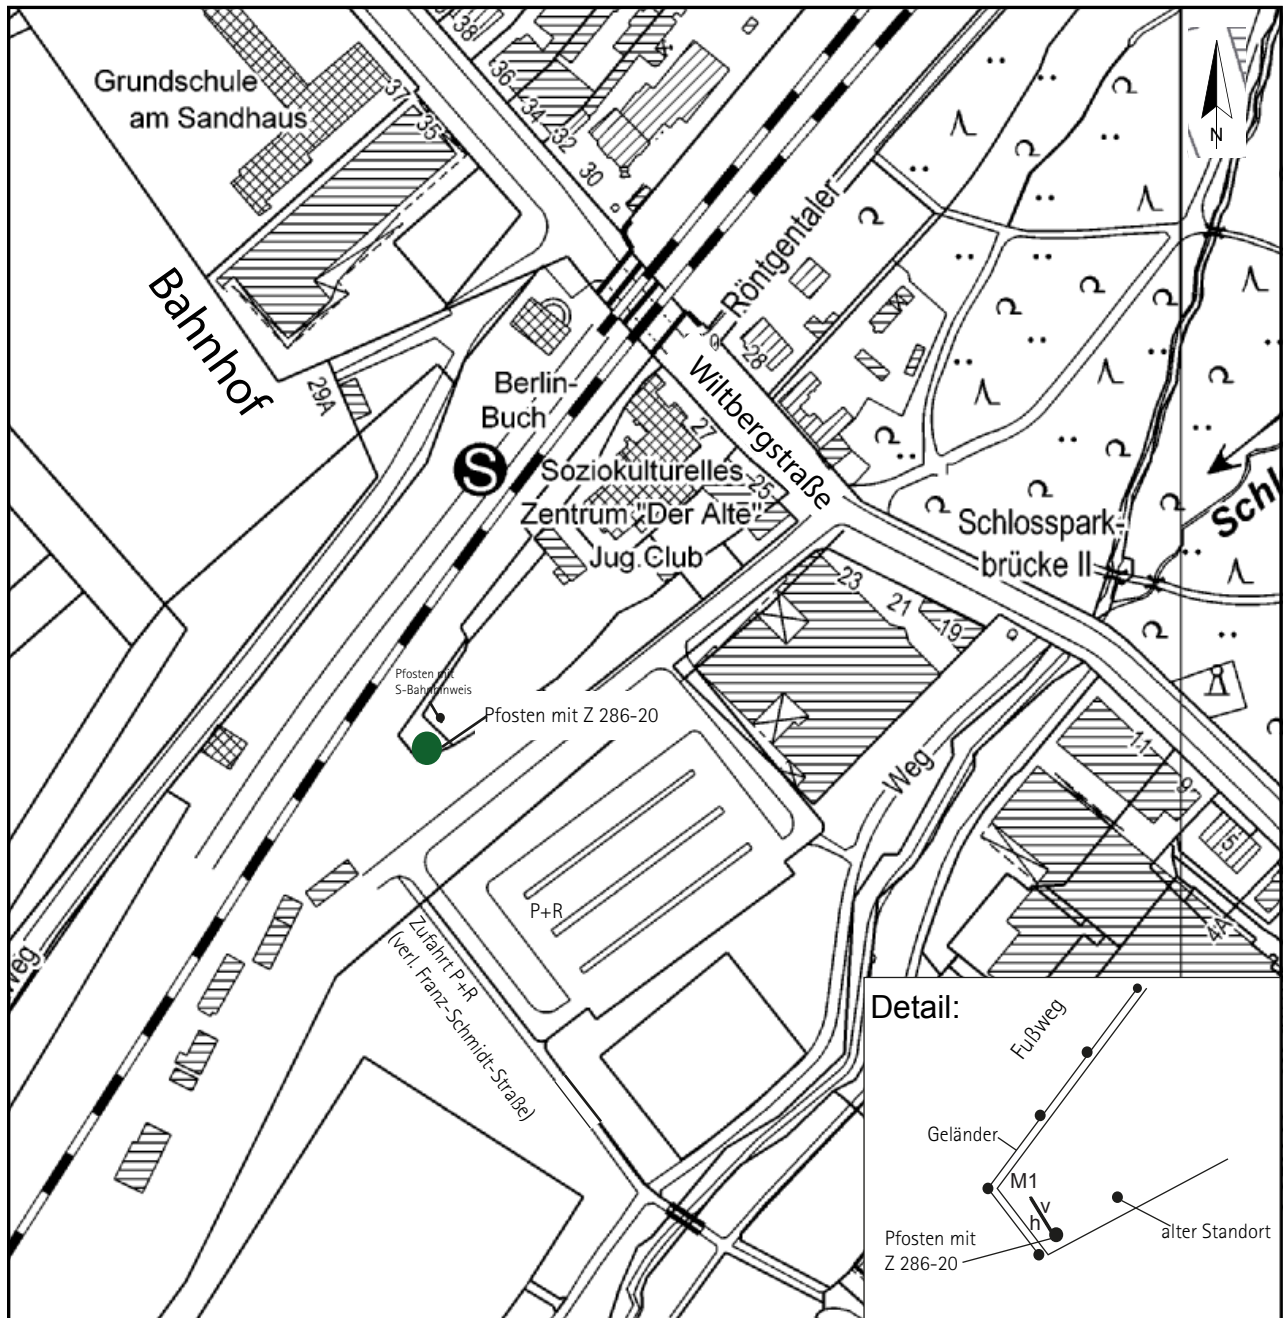 38
36
34
32
30
Grundschule
am Sandhaus
37
35
N
Röntgentaler
Bahnhof
28
Wiltbergstraße
29A
Berlin-
Buch
S
27
Soziokulturelles
25
Zentrum "Der Alte"
Jug.Club
Schlosspark-
brücke II
Schl
23
21
19
Pfosten mit
S-Bahnhinweis
Pfosten mit Z 286-20
Weg
11
9
5
4A
P+R
Zufahrt P+R
(verl. Franz-Schmidt-Straße)
Weg
Detail:
Fußweg
Geländer
M1
v
h
alter Standort
Pfosten mit
Z 286-20